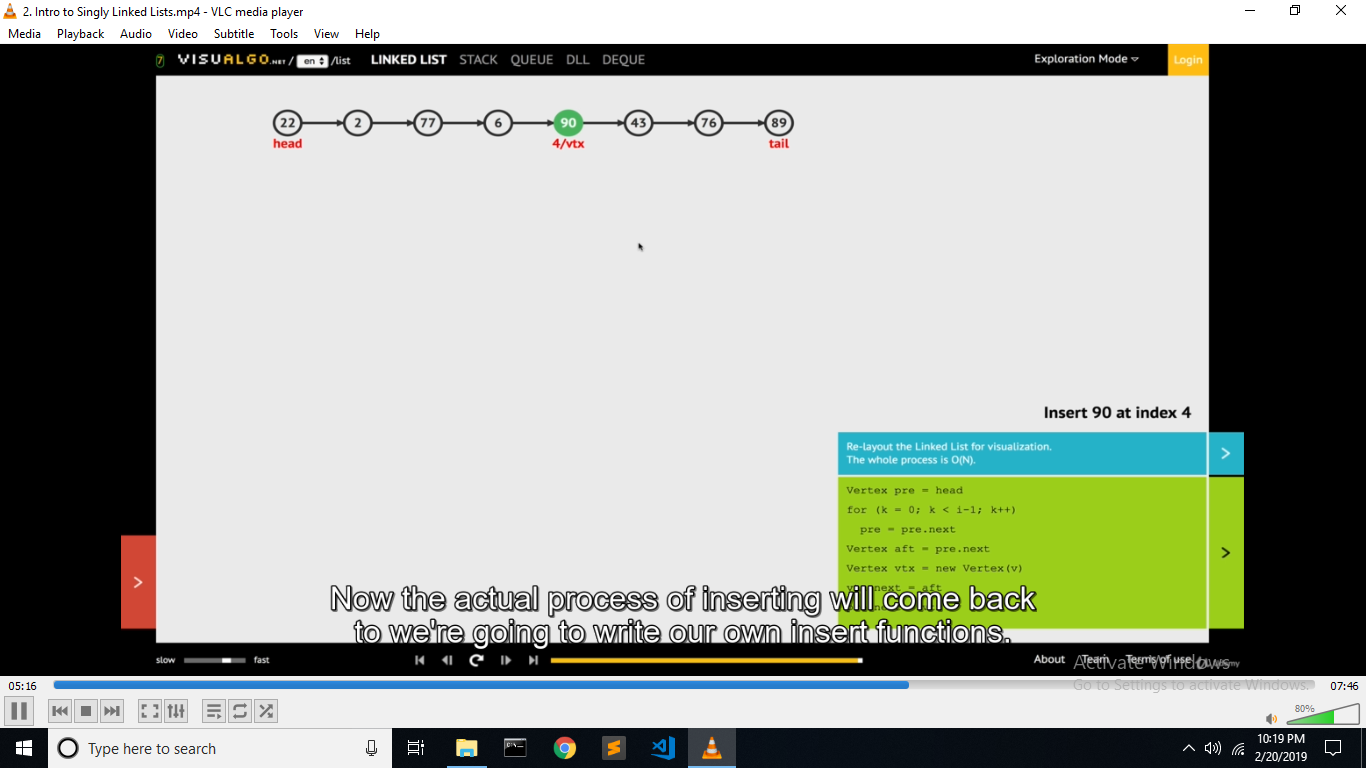 2. Intro to Singly Linked Lists.mp4 - VLC media player
Media Playback Audio Video Subtitle Tools View Help
7 VISUALGO.NET / en /list LINKED LIST STACK QUEUE DLL DEQUE Exploration Mode Login
22 2 77 6 90 43 76 89
head 4/vtx tail
Insert 90 at index 4
Re-layout the Linked List for visualization.
The whole process is O(N).
Vertex pre = head
for (k = 0; k < i-1; k++)
pre = pre.next
Vertex aft = pre.next
Vertex vtx = new Vertex(v)
next = aft
Now the actual process of inserting will come back
to we're going to write our own insert functions.
slow fast About Team Terms of use
Activate Windows
Go to Settings to activate Windows.
05:16 07:46
80%
Type here to search
10:19 PM
2/20/2019